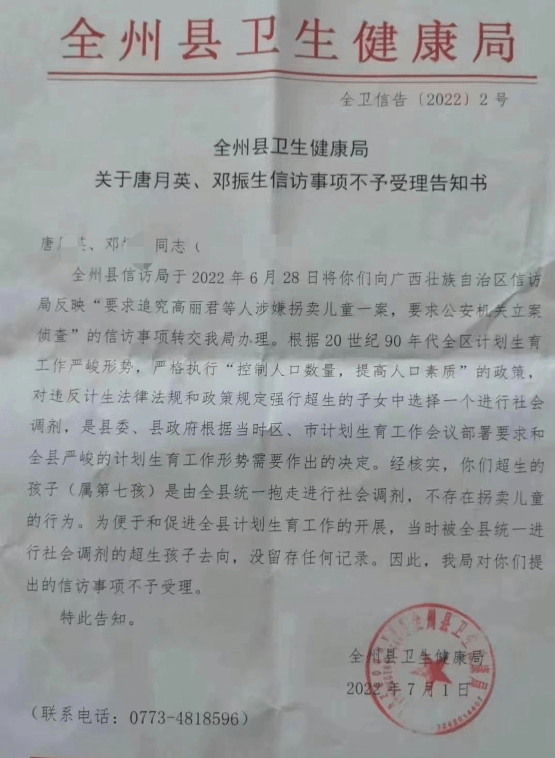 全州县卫生健康局
全卫信告〔2022〕2号
全州县卫生健康局
关于唐月英、邓振生信访事项不予受理告知书
唐 、邓 同志（
全州县信访局于2022年6月28日将你们向广西壮族自治区信访
局反映“要求追究高丽君等人涉嫌拐卖儿童一案，要求公安机关立案
侦查”的信访事项转交我局办理。根据20世纪90年代全区计划生育
工作严峻形势，严格执行“控制人口数量，提高人口素质”的政策，
对违反计生法律法规和政策规定强行超生的子女中选择一个进行社会
调剂，是县委、县政府根据当时区、市计划生育工作会议部署要求和
全县严峻的计划生育工作形势需要作出的决定。经核实，你们超生的
孩子（属第七孩）是由全县统一抱走进行社会调剂，不存在拐卖儿童
的行为。为便于和促进全县计划生育工作的开展，当时被全县统一进
行社会调剂的超生孩子去向，没留存任何记录。因此，我局对你们提
出的信访事项不予受理。
特此告知。
全州县卫生健康局
2022年7月1日
（联系电话：0773-4818596）
全州县卫生健康局